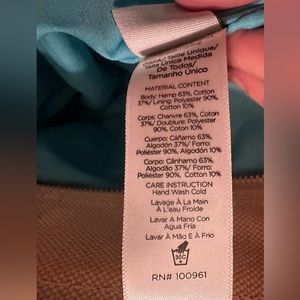 Talla Única Medida
De Todos/
Tamanho Único
MATERIAL CONTENT
Body: Hemp 63%, Cotton
37%/ Lining: Polyester 90%,
Cotton 10%
Corps: Chanvre 63%, Coton
37%/ Doublure: Polyester
90%, Coton 10%
Cuerpo: Cáñamo 63%,
Algodón 37%/ Forro:
Poliéster 90%, Algodón 10%
Corpo: Cânhamo 63%,
Algodão 37%/ Forro:
Poliéster 90%, Algodão 10%
CARE INSTRUCTION
Hand Wash Cold
Lavage À La Main
À L'eau Froide
Lavar A Mano Con
Agua Fria
Lavar À Mão E À Frio
30C
RN# 100961